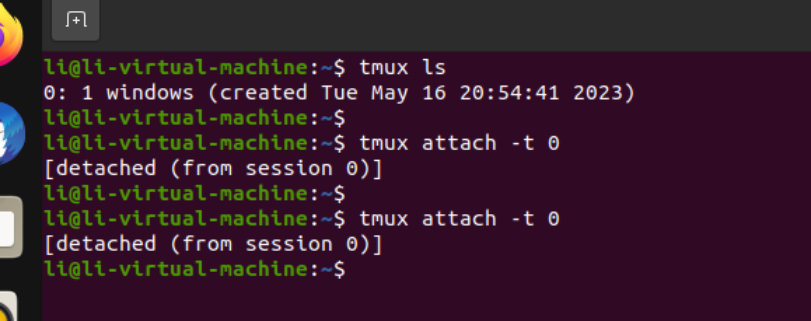 li@li-virtual-machine:~$ tmux ls
0: 1 windows (created Tue May 16 20:54:41 2023)
li@li-virtual-machine:~$
li@li-virtual-machine:~$ tmux attach -t 0
[detached (from session 0)]
li@li-virtual-machine:~$
li@li-virtual-machine:~$ tmux attach -t 0
[detached (from session 0)]
li@li-virtual-machine:~$